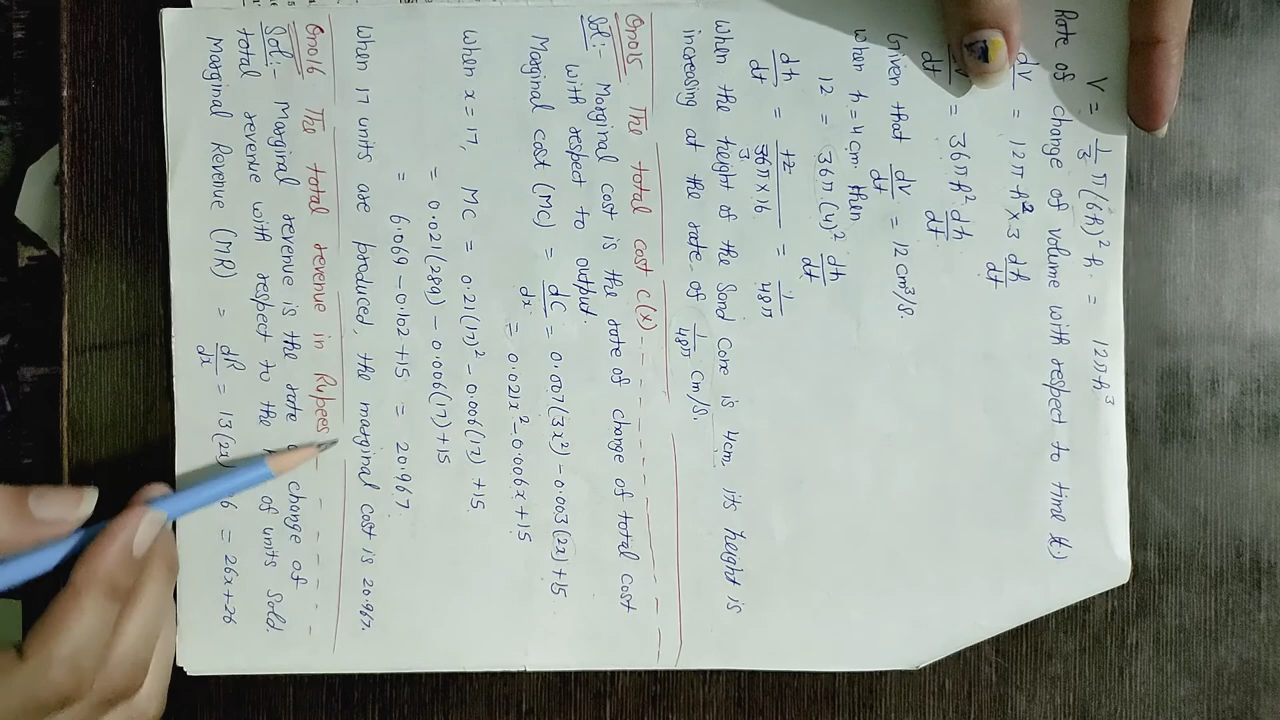 V = 1/3 π(6h)² h = 12πh³
Rate of change of volume with respect to time (t)
dv/dt = 12π·h² × 3 dh/dt
= 36πh² dh/dt
Given that dv/dt = 12 cm³/s.
when h = 4cm then
12 = 36π·(4)² dh/dt
dh/dt = 12/36π×16 = 1/48π
3
when the height of the Sand cone is 4cm, its height is
increasing at the rate of 1/48π cm/s.
Qno15 The total cost C(x) - - - - - - - - - - - -
Sol:- Marginal cost is the rate of change of total cost
with respect to output.
Marginal cost (MC) = dC/dx = 0.007(3x²) - 0.003(2x) + 15
= 0.021x² - 0.006x + 15
when x = 17, MC = 0.21(17)² - 0.006(17) + 15
= 0.021(289) - 0.006(17) + 15
= 6.069 - 0.102 + 15 = 20.967.
when 17 units are produced, the marginal cost is 20.967.
Qno16 The total revenue in Rupees - - - - - -
Sol:- Marginal revenue is the rate change of
total revenue with respect to the of units sold
Marginal Revenue (MR) = dR/dx = 13(2x) 6 = 26x+26